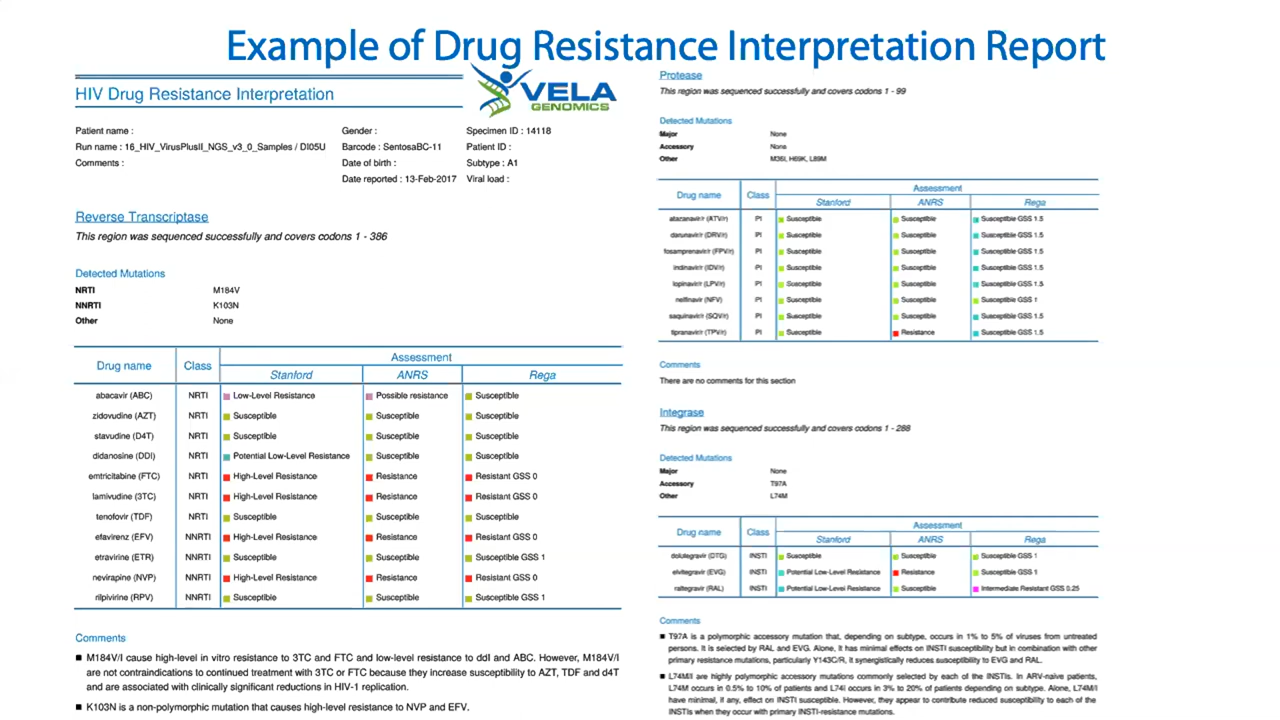 Example of Drug Resistance Interpretation Report
HIV Drug Resistance Interpretation
VELA
GENOMICS
Patient name : Gender : Specimen ID : 14118
Run name : 16_HIV_VirusPlusII_NGS_v3_0_Samples / DI05U Barcode : SentosaBC-11 Patient ID :
Comments : Date of birth : Subtype : A1
Date reported : 13-Feb-2017 Viral load :
Reverse Transcriptase
This region was sequenced successfully and covers codons 1 - 386
Detected Mutations
NRTI M184V
NNRTI K103N
Other None
Drug name Class Assessment
Stanford ANRS Rega
abacavir (ABC) NRTI Low-Level Resistance Possible resistance Susceptible
zidovudine (AZT) NRTI Susceptible Susceptible Susceptible
stavudine (D4T) NRTI Susceptible Susceptible Susceptible
didanosine (DDI) NRTI Potential Low-Level Resistance Susceptible Susceptible
emtricitabine (FTC) NRTI High-Level Resistance Resistance Resistant GSS 0
lamivudine (3TC) NRTI High-Level Resistance Resistance Resistant GSS 0
tenofovir (TDF) NRTI Susceptible Susceptible Susceptible
efavirenz (EFV) NNRTI High-Level Resistance Resistance Resistant GSS 0
etravirine (ETR) NNRTI Susceptible Susceptible Susceptible GSS 1
nevirapine (NVP) NNRTI High-Level Resistance Resistance Resistant GSS 0
rilpivirine (RPV) NNRTI Susceptible Susceptible Susceptible GSS 1
Comments
■ M184V/I cause high-level in vitro resistance to 3TC and FTC and low-level resistance to ddI and ABC. However, M184V/I
are not contraindications to continued treatment with 3TC or FTC because they increase susceptibility to AZT, TDF and d4T
and are associated with clinically significant reductions in HIV-1 replication.
■ K103N is a non-polymorphic mutation that causes high-level resistance to NVP and EFV.
Protease
This region was sequenced successfully and covers codons 1 - 99
Detected Mutations
Major None
Accessory None
Other M36I, H69K, L89M
Drug name Class Assessment
Stanford ANRS Rega
atazanavir/r (ATV/r) PI Susceptible Susceptible Susceptible GSS 1.5
darunavir/r (DRV/r) PI Susceptible Susceptible Susceptible GSS 1.5
fosamprenavir/r (FPV/r) PI Susceptible Susceptible Susceptible GSS 1.5
indinavir/r (IDV/r) PI Susceptible Susceptible Susceptible GSS 1.5
lopinavir/r (LPV/r) PI Susceptible Susceptible Susceptible GSS 1.5
nelfinavir (NFV) PI Susceptible Susceptible Susceptible GSS 1
saquinavir/r (SQV/r) PI Susceptible Susceptible Susceptible GSS 1.5
tipranavir/r (TPV/r) PI Susceptible Resistance Susceptible GSS 1.5
Comments
There are no comments for this section
Integrase
This region was sequenced successfully and covers codons 1 - 288
Detected Mutations
Major None
Accessory T97A
Other L74M
Drug name Class Assessment
Stanford ANRS Rega
dolutegravir (DTG) INSTI Susceptible Susceptible Susceptible GSS 1
elvitegravir (EVG) INSTI Potential Low-Level Resistance Resistance Susceptible GSS 1
raltegravir (RAL) INSTI Potential Low-Level Resistance Susceptible Intermediate Resistant GSS 0.25
Comments
■ T97A is a polymorphic accessory mutation that, depending on subtype, occurs in 1% to 5% of viruses from untreated
persons. It is selected by RAL and EVG. Alone, it has minimal effects on INSTI susceptibility but in combination with other
primary resistance mutations, particularly Y143C/R, it synergistically reduces susceptibility to EVG and RAL.
■ L74M/I are highly polymorphic accessory mutations commonly selected by each of the INSTIs. In ARV-naive patients,
L74M occurs in 0.5% to 10% of patients and L74I occurs in 3% to 20% of patients depending on subtype. Alone, L74M/I
have minimal, if any, effect on INSTI susceptible. However, they appear to contribute reduced susceptibility to each of the
INSTIs when they occur with primary INSTI-resistance mutations.